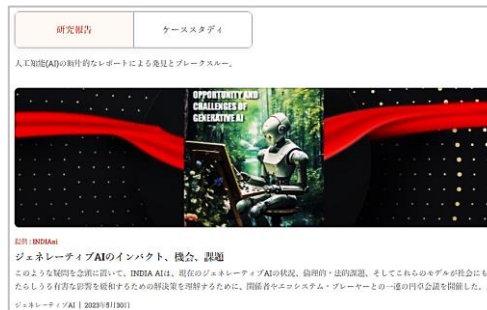 研究報告
ケーススタディ
人工知能(AI)の画期的なレポートによる発見とブレークスルー。
OPPORTUNITY AND
CHALLENGES OF
GENERATIVE AI
提供: INDIAai
ジェネレーティブAIのインパクト、機会、課題
このような疑問を念頭に置いて、INDIA AIは、現在のジェネレーティブAIの状況、倫理的・法的課題、そしてこれらのモデルが社会にも
たらしうる有害な影響を緩和するための解決策を理解するために、関係者やエコシステム・プレーヤーとの一連の円卓会議を開催した。
ジェネレーティブAI | 2023年5月30日